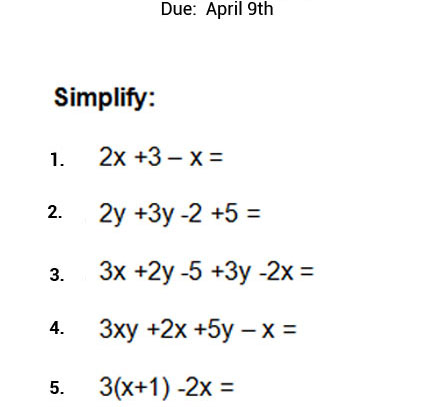 Due: April 9th
Simplify:
1. 2x +3 – x =
2. 2y +3y -2 +5 =
3. 3x +2y -5 +3y -2x =
4. 3xy +2x +5y – x =
5. 3(x+1) -2x =